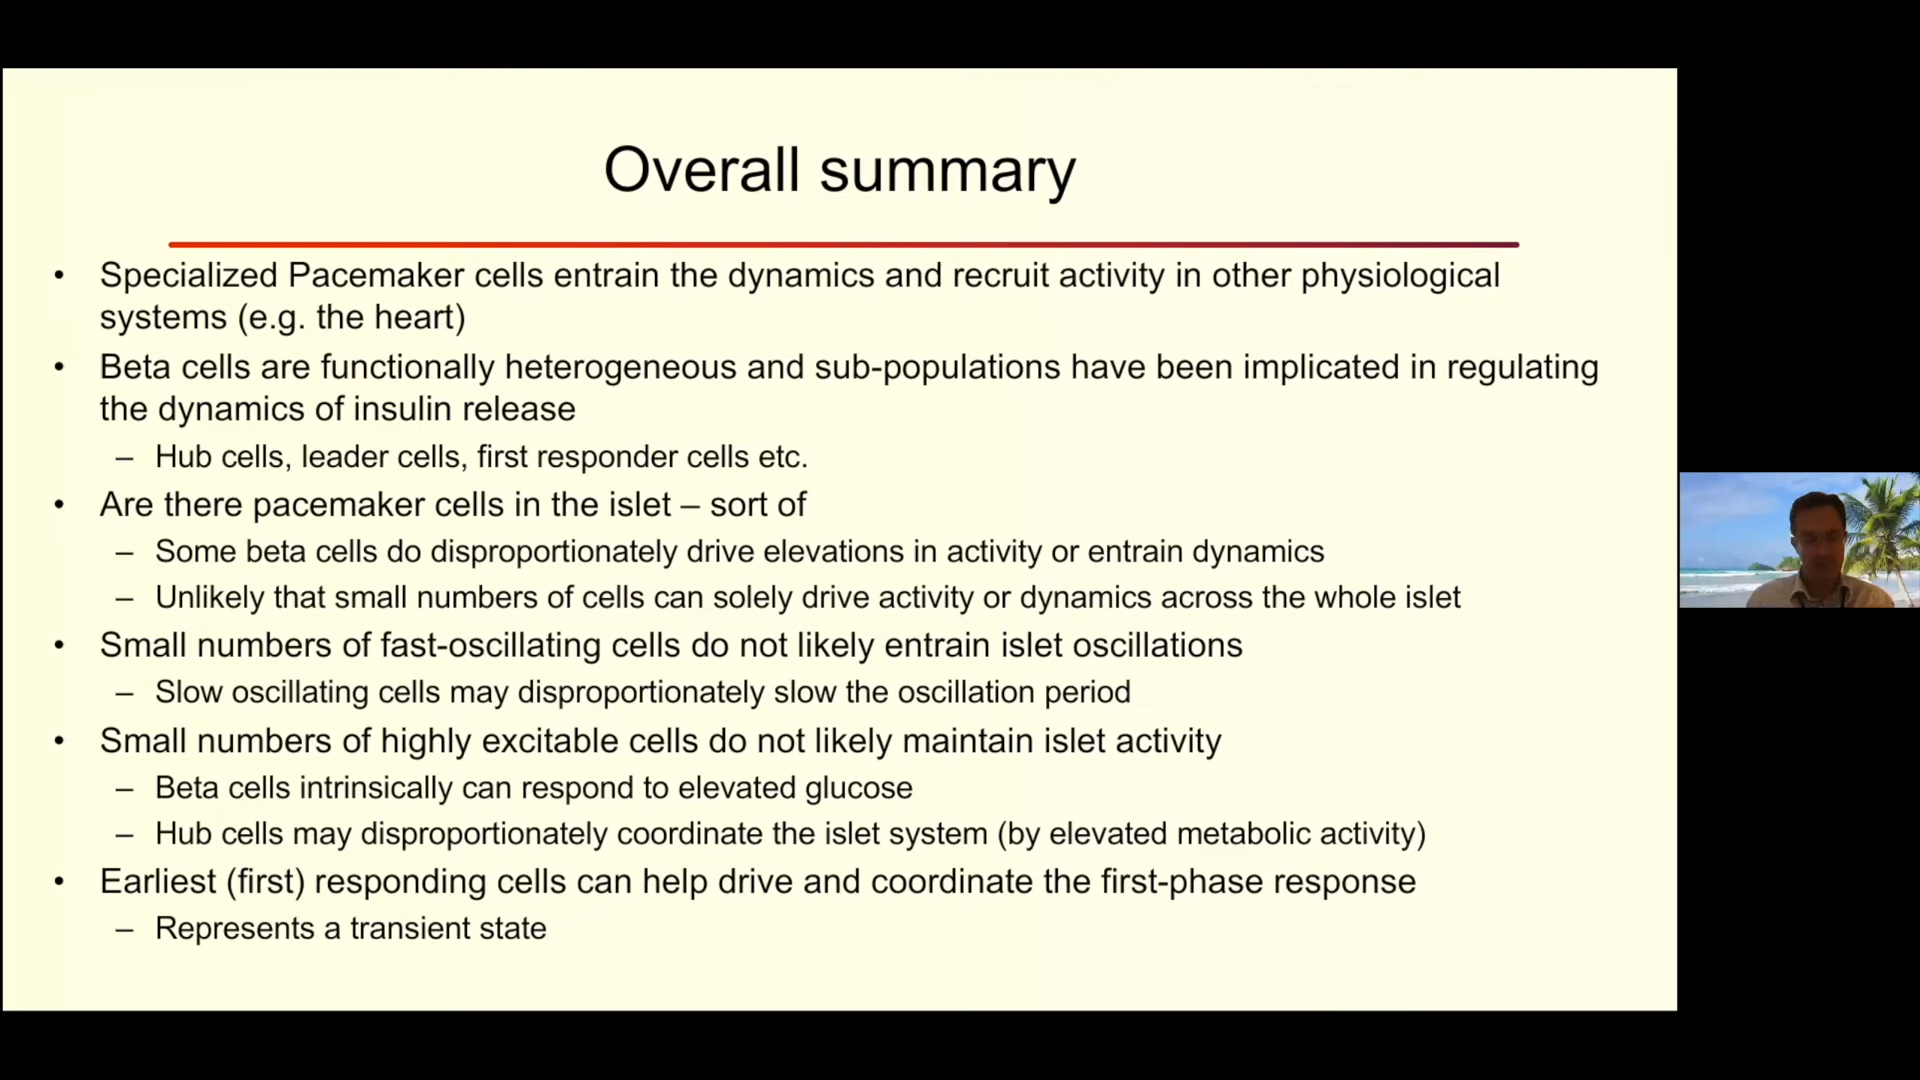 Overall summary
• Specialized Pacemaker cells entrain the dynamics and recruit activity in other physiological
systems (e.g. the heart)
• Beta cells are functionally heterogeneous and sub-populations have been implicated in regulating
the dynamics of insulin release
– Hub cells, leader cells, first responder cells etc.
• Are there pacemaker cells in the islet – sort of
– Some beta cells do disproportionately drive elevations in activity or entrain dynamics
– Unlikely that small numbers of cells can solely drive activity or dynamics across the whole islet
• Small numbers of fast-oscillating cells do not likely entrain islet oscillations
– Slow oscillating cells may disproportionately slow the oscillation period
• Small numbers of highly excitable cells do not likely maintain islet activity
– Beta cells intrinsically can respond to elevated glucose
– Hub cells may disproportionately coordinate the islet system (by elevated metabolic activity)
• Earliest (first) responding cells can help drive and coordinate the first-phase response
– Represents a transient state